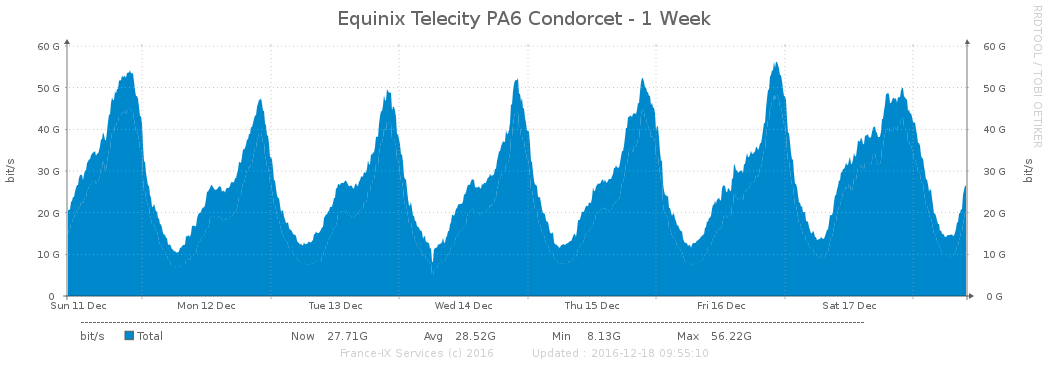 Equinix Telecity PA6 Condorcet - 1 Week
RRDTOOL / TOBI OETIKER
bit/s
60 G
50 G
40 G
30 G
20 G
10 G
0
60 G
50 G
40 G
30 G
20 G
10 G
0 G
bit/s
Sun 11 Dec Mon 12 Dec Tue 13 Dec Wed 14 Dec Thu 15 Dec Fri 16 Dec Sat 17 Dec
bit/s Total Now 27.71G Avg 28.52G Min 8.13G Max 56.22G
France-IX Services (c) 2016 Updated : 2016-12-18 09:55:10